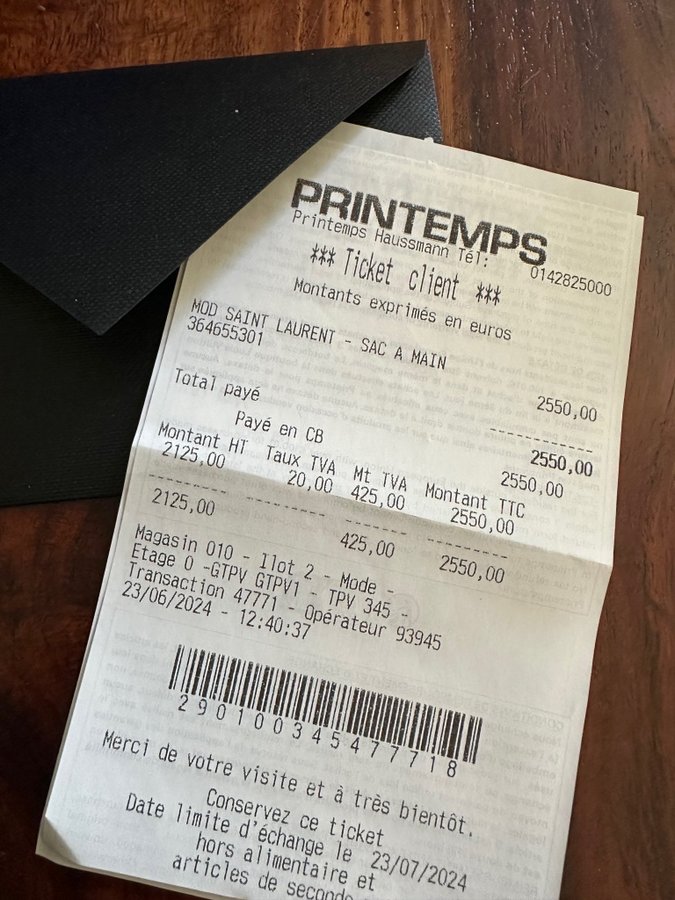 PRINTEMPS
Printemps Haussmann Tél: 0142825000
*** Ticket client ***
Montants exprimés en euros
MOD SAINT LAURENT - SAC A MAIN
364655301 2550,00
------------
Total payé 2550,00
Payé en CB 2550,00
Montant HT Taux TVA Mt TVA Montant TTC
2125,00 20,00 425,00 2550,00
--------- --------- --------- ---------
2125,00 425,00 2550,00
Magasin 010 - Ilot 2 - Mode -
Etage 0 -GTPV GTPV1 - TPV 345 -
Transaction 47771 - Opérateur 93945
23/06/2024 - 12:40:37
290100345477718
Merci de votre visite et à très bientôt.
Conservez ce ticket
Date limite d'échange le 23/07/2024
hors alimentaire et
articles de seconde